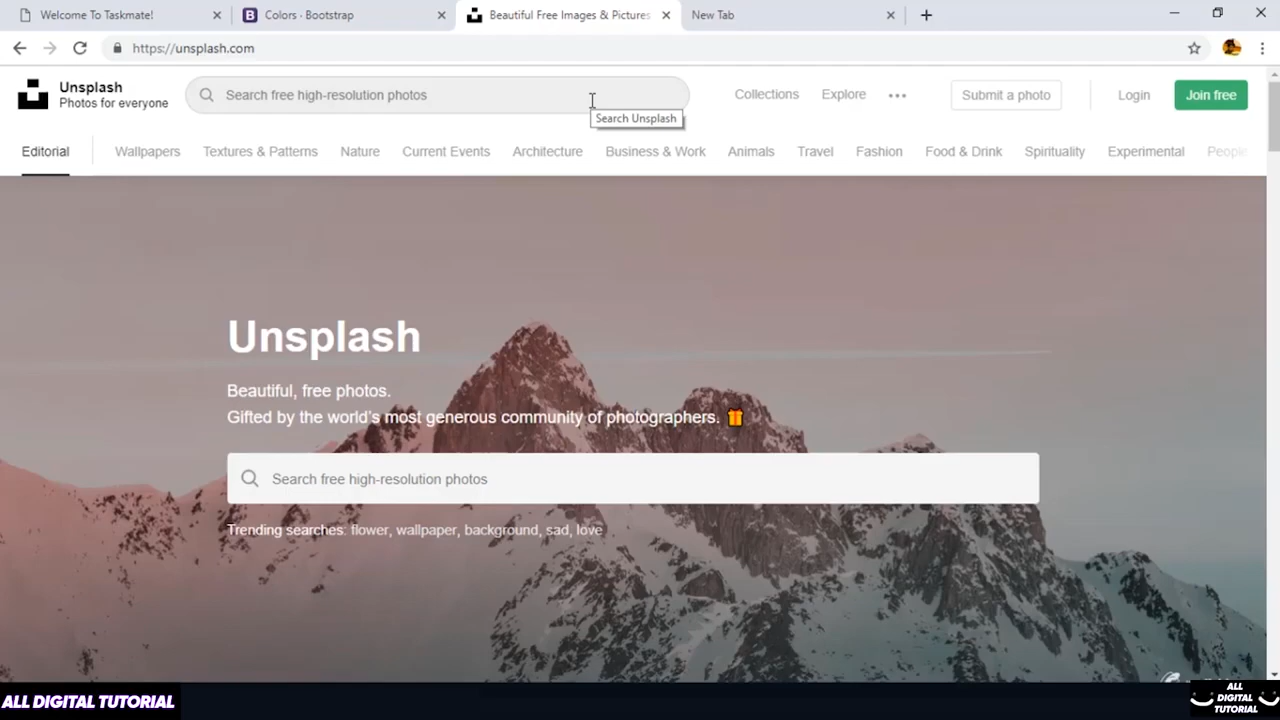 Welcome To Taskmate!
B Colors - Bootstrap
Beautiful Free Images & Pictures
New Tab
https://unsplash.com
Unsplash
Photos for everyone
Search free high-resolution photos
Search Unsplash
Collections
Explore
Submit a photo
Login
Join free
Editorial
Wallpapers
Textures & Patterns
Nature
Current Events
Architecture
Business & Work
Animals
Travel
Fashion
Food & Drink
Spirituality
Experimental
People
Unsplash
Beautiful, free photos.
Gifted by the world's most generous community of photographers.
Search free high-resolution photos
Trending searches: flower, wallpaper, background, sad, love
ALL DIGITAL TUTORIAL
ALL
DIGITAL
TUTORIAL